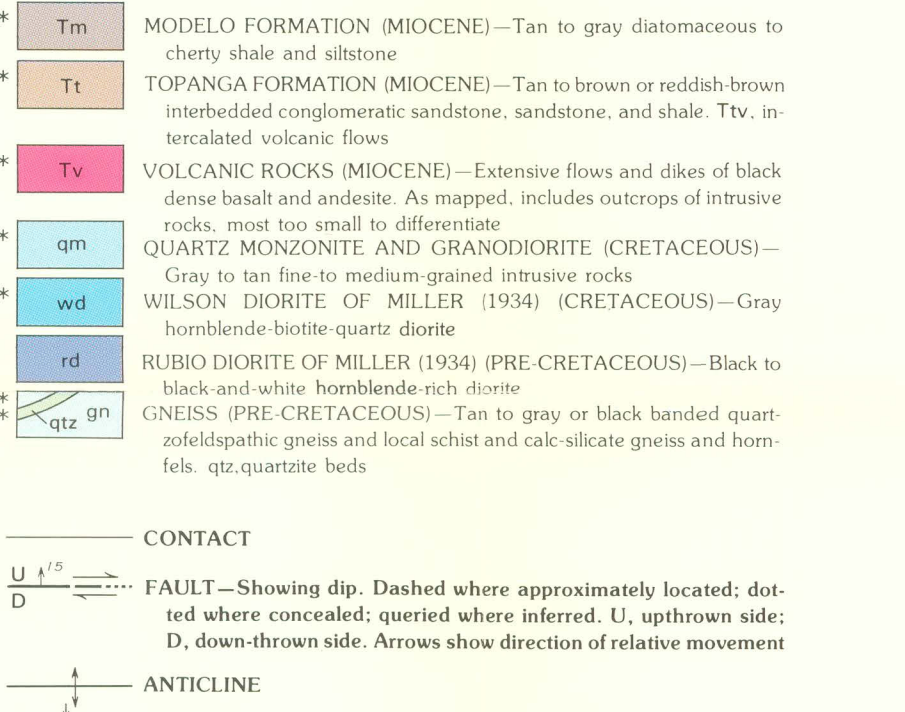 * Tm MODELO FORMATION (MIOCENE)—Tan to gray diatomaceous to
cherty shale and siltstone
* Tt TOPANGA FORMATION (MIOCENE)—Tan to brown or reddish-brown
interbedded conglomeratic sandstone, sandstone, and shale. Ttv, in-
tercalated volcanic flows
* Tv VOLCANIC ROCKS (MIOCENE)—Extensive flows and dikes of black
dense basalt and andesite. As mapped, includes outcrops of intrusive
rocks, most too small to differentiate
* qm QUARTZ MONZONITE AND GRANODIORITE (CRETACEOUS)—
Gray to tan fine-to medium-grained intrusive rocks
* wd WILSON DIORITE OF MILLER (1934) (CRETACEOUS)—Gray
hornblende-biotite-quartz diorite
rd RUBIO DIORITE OF MILLER (1934) (PRE-CRETACEOUS)—Black to
black-and-white hornblende-rich diorite
* * qtz gn GNEISS (PRE-CRETACEOUS)—Tan to gray or black banded quart-
zofeldspathic gneiss and local schist and calc-silicate gneiss and horn-
fels. qtz,quartzite beds
CONTACT
U 15
D
FAULT—Showing dip. Dashed where approximately located; dot-
ted where concealed; queried where inferred. U, upthrown side;
D, down-thrown side. Arrows show direction of relative movement
ANTICLINE